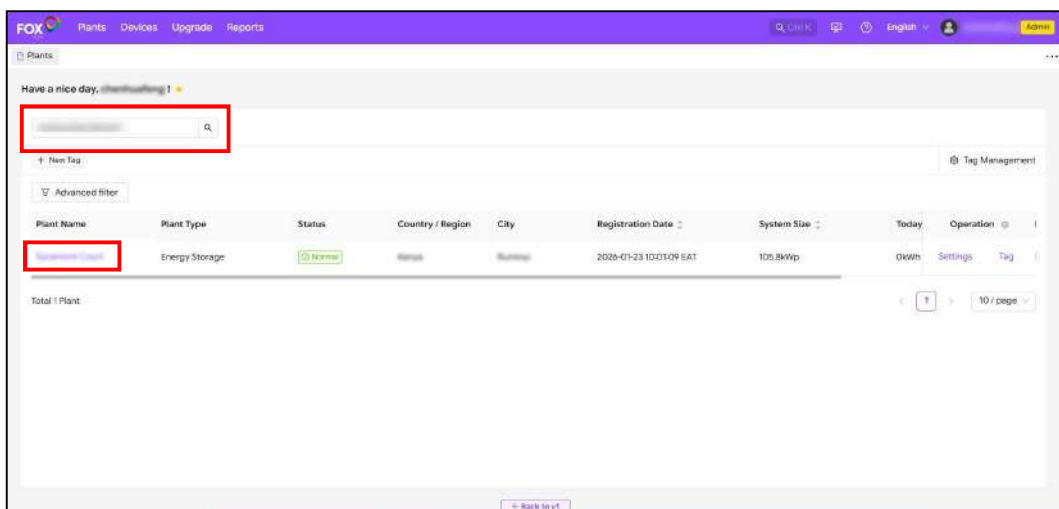 FOX Plants Devices Upgrade Reports Ctrl K English Admin
Plants
Have a nice day, !
+ New Tag Tag Management
Advanced filter
Plant Name Plant Type Status Country / Region City Registration Date System Size Today Operation
Energy Storage Normal 2026-01-23 10:01:09 EAT 105.8kWp 0kWh Settings Tag
Total 1 Plant 1 10 / page
← Back to v1